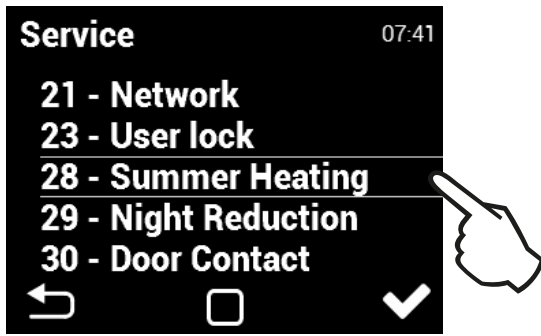 Service 07:41
21 - Network
23 - User lock
28 - Summer Heating
29 - Night Reduction
30 - Door Contact